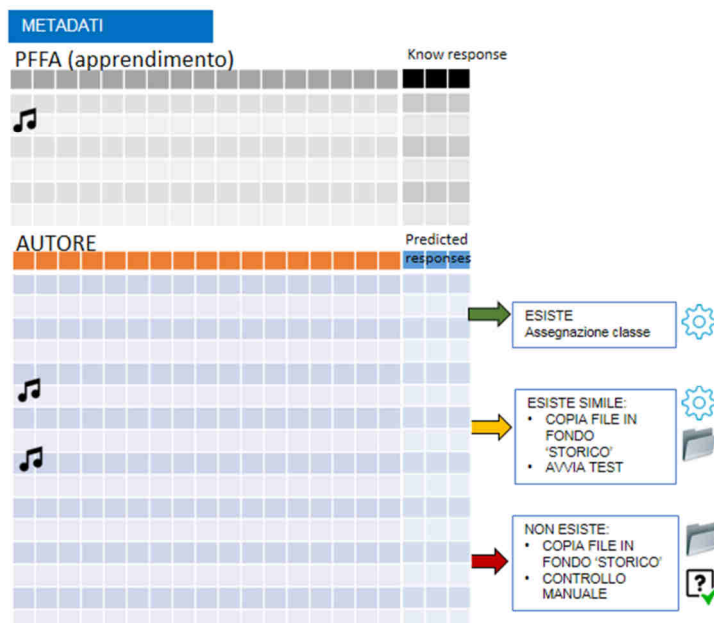 METADATI
PFFA (apprendimento)
Know response
AUTORE
Predicted
responses
ESISTE
Assegnazione classe
ESISTE SIMILE:
• COPIA FILE IN
FONDO
'STORICO'
• AVVIA TEST
NON ESISTE:
• COPIA FILE IN
FONDO 'STORICO'
• CONTROLLO
MANUALE
?